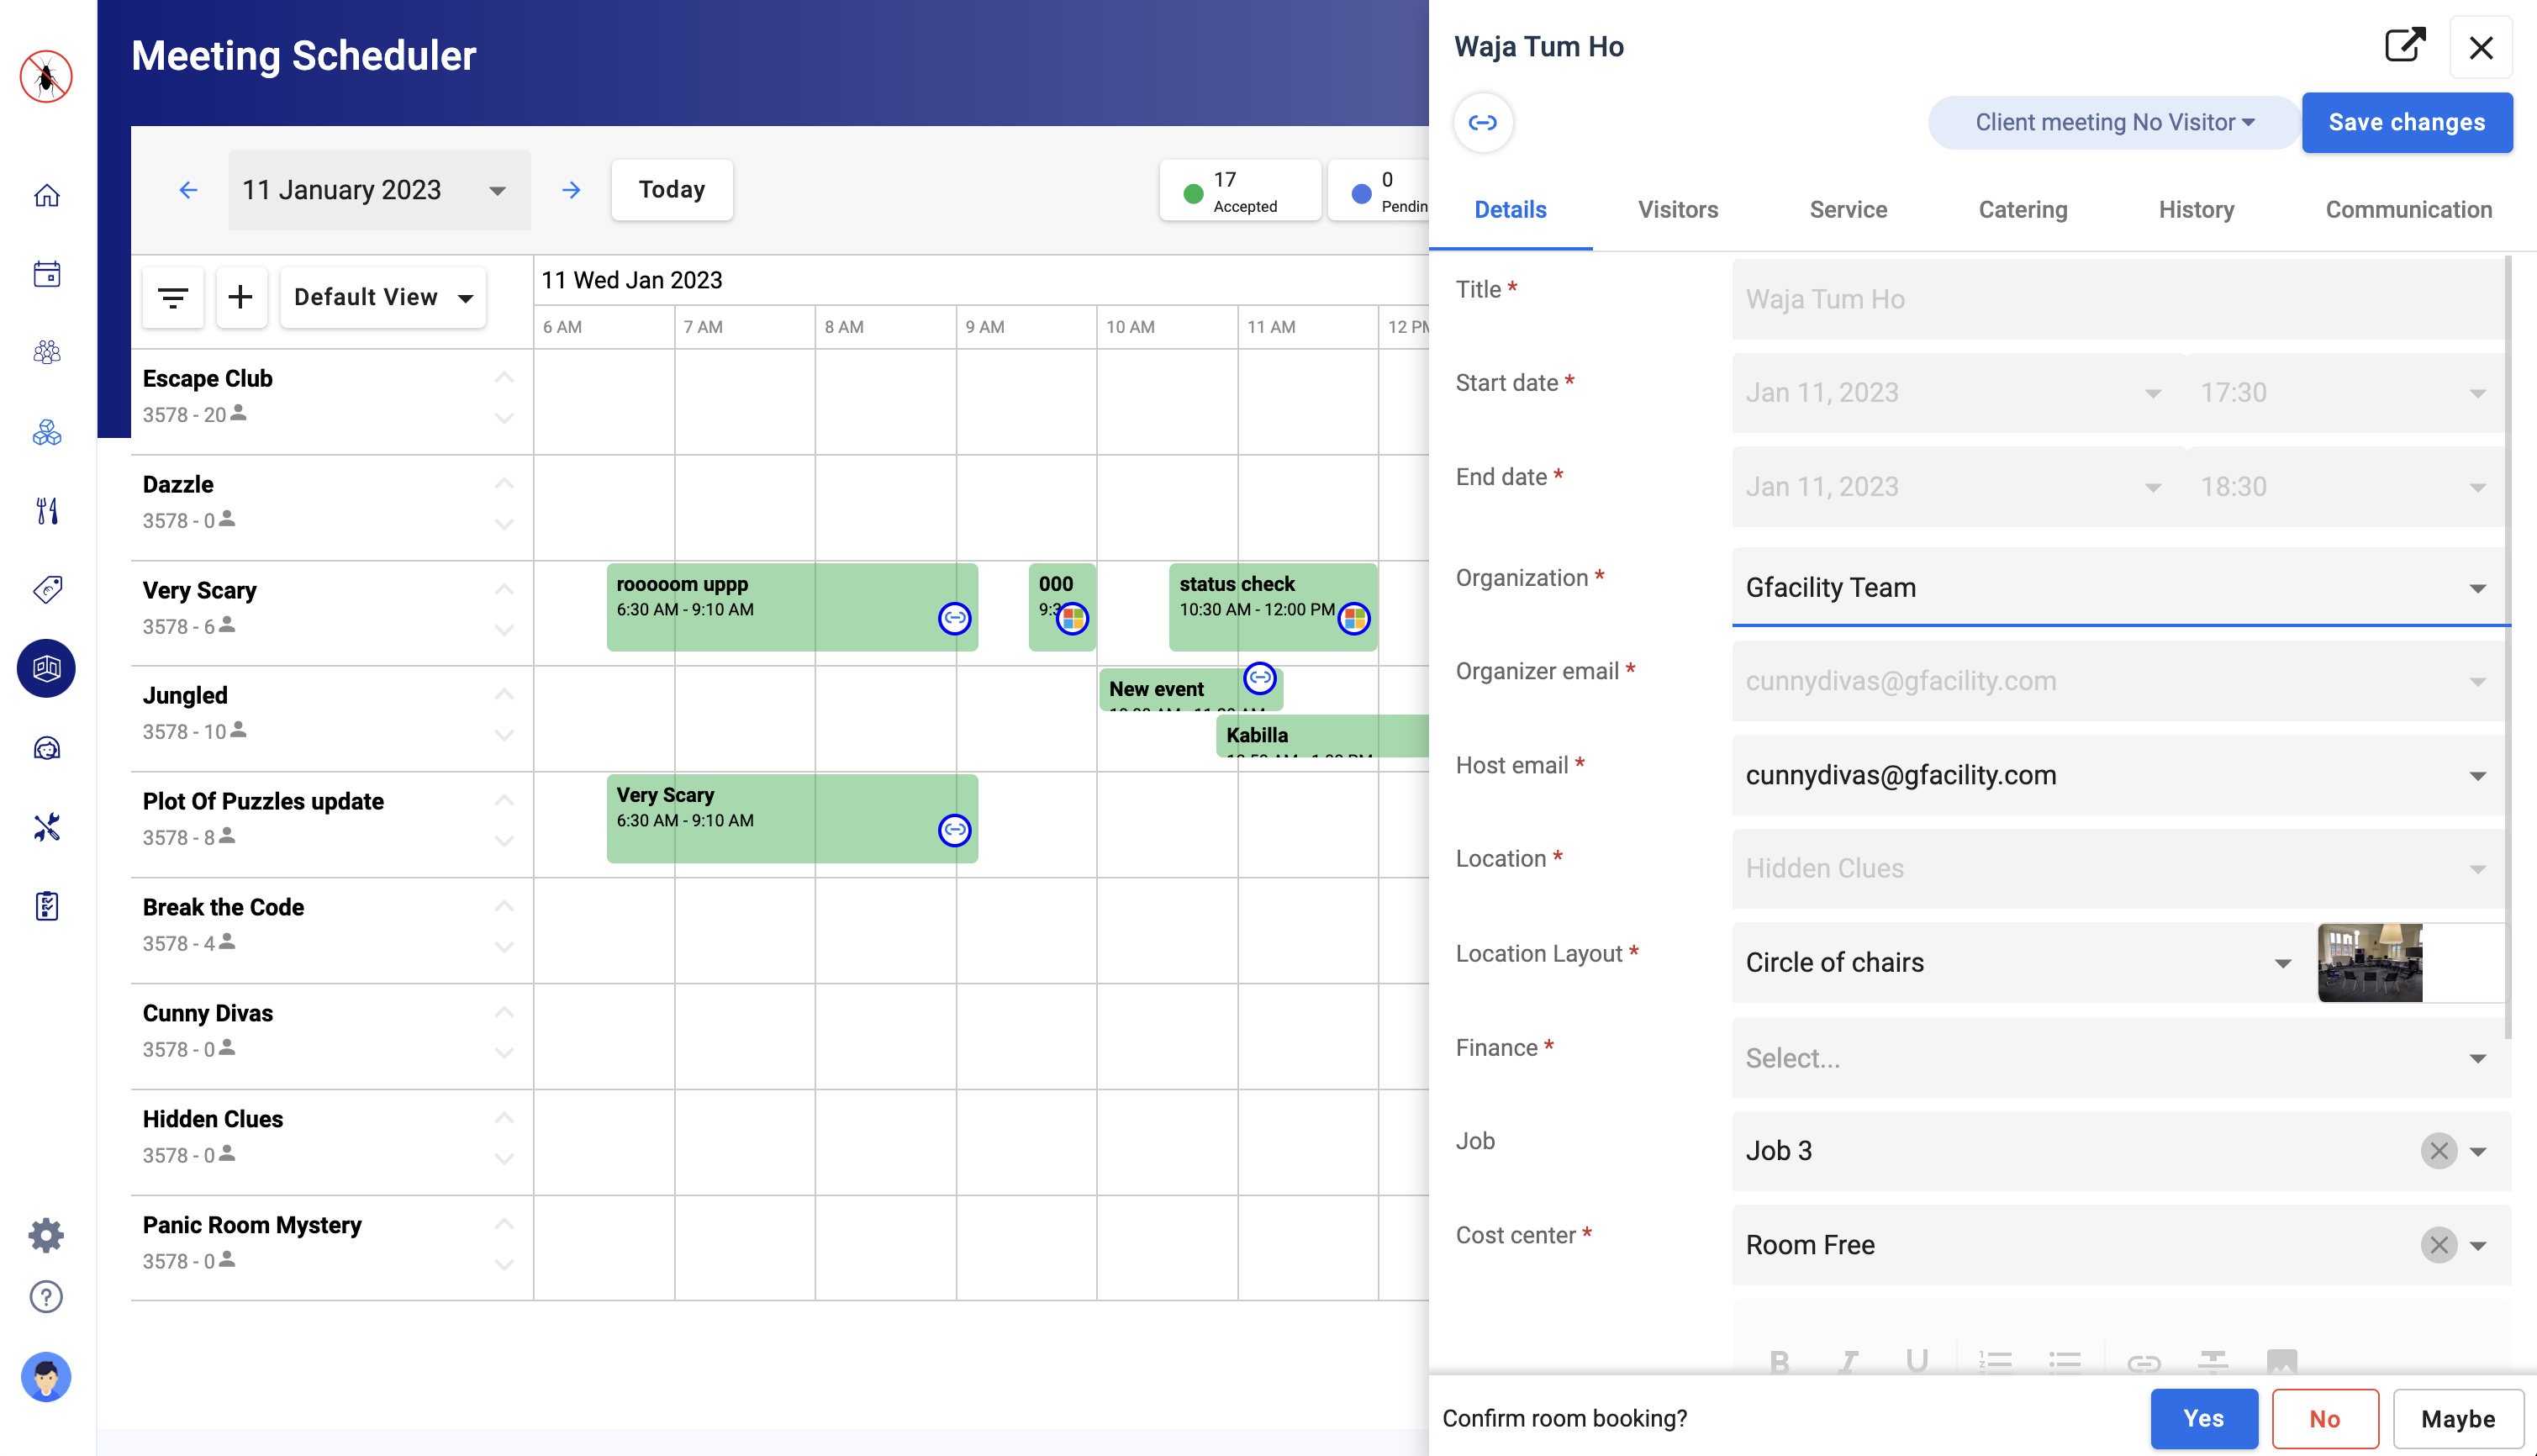 Meeting Scheduler
11 January 2023
Today
17
Accepted
0
Pendin
Default View
11 Wed Jan 2023
6 AM
7 AM
8 AM
9 AM
10 AM
11 AM
12 PM
Escape Club
3578 - 20
Dazzle
3578 - 0
Very Scary
3578 - 6
rooooom uppp
6:30 AM - 9:10 AM
000
9:3
status check
10:30 AM - 12:00 PM
Jungled
3578 - 10
New event
Kabilla
Plot Of Puzzles update
3578 - 8
Very Scary
6:30 AM - 9:10 AM
Break the Code
3578 - 4
Cunny Divas
3578 - 0
Hidden Clues
3578 - 0
Panic Room Mystery
3578 - 0
Waja Tum Ho
Client meeting No Visitor
Save changes
Details
Visitors
Service
Catering
History
Communication
Title *
Waja Tum Ho
Start date *
Jan 11, 2023
17:30
End date *
Jan 11, 2023
18:30
Organization *
Gfacility Team
Organizer email *
cunnydivas@gfacility.com
Host email *
cunnydivas@gfacility.com
Location *
Hidden Clues
Location Layout *
Circle of chairs
Finance *
Select...
Job
Job 3
Cost center *
Room Free
Confirm room booking?
Yes
No
Maybe